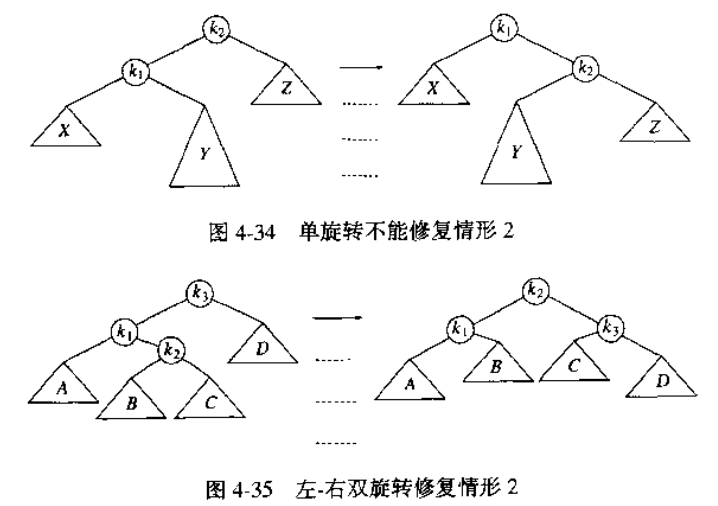 k₂ k₁
k₁ k₂
X Z X Z
Y Y
图 4-34 单旋转不能修复情形 2
k₃ k₂
k₁ k₂ D k₁ k₃
A B C A B C D
图 4-35 左-右双旋转修复情形 2